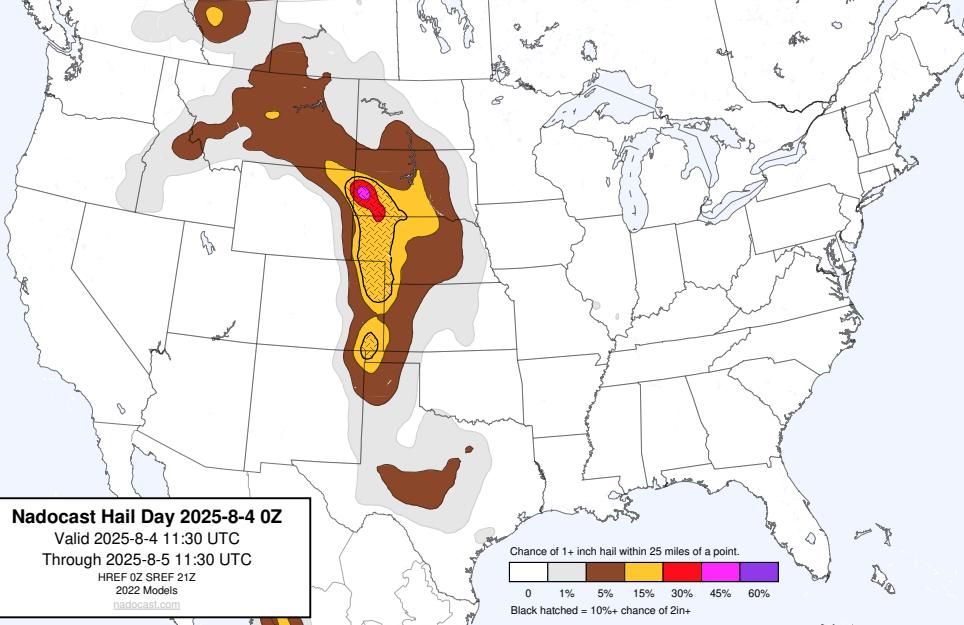 Nadocast Hail Day 2025-8-4 0Z
Valid 2025-8-4 11:30 UTC
Through 2025-8-5 11:30 UTC
HREF 0Z SREF 21Z
2022 Models
nadocast.com
Chance of 1+ inch hail within 25 miles of a point.
0 1% 5% 15% 30% 45% 60%
Black hatched = 10%+ chance of 2in+